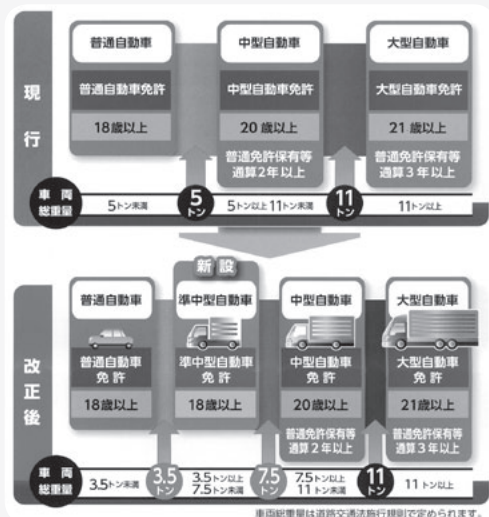 現行
普通自動車
中型自動車
大型自動車
普通自動車免許
中型自動車免許
大型自動車免許
18歳以上
20歳以上
21歳以上
普通免許保有等
通算2年以上
普通免許保有等
通算3年以上
車両
総重量
5トン未満
5
トン
5トン以上11トン未満
11
トン
11トン以上
改正後
新設
普通自動車
準中型自動車
中型自動車
大型自動車
普通自動車
免許
準中型自動車
免許
中型自動車
免許
大型自動車
免許
18歳以上
18歳以上
20歳以上
21歳以上
普通免許保有等
通算2年以上
普通免許保有等
通算3年以上
車両
総重量
3.5トン未満
3.5
トン
3.5トン以上
7.5トン未満
7.5
トン
7.5トン以上
11トン未満
11
トン
11トン以上
車両総重量は道路交通法施行規則で定められます。